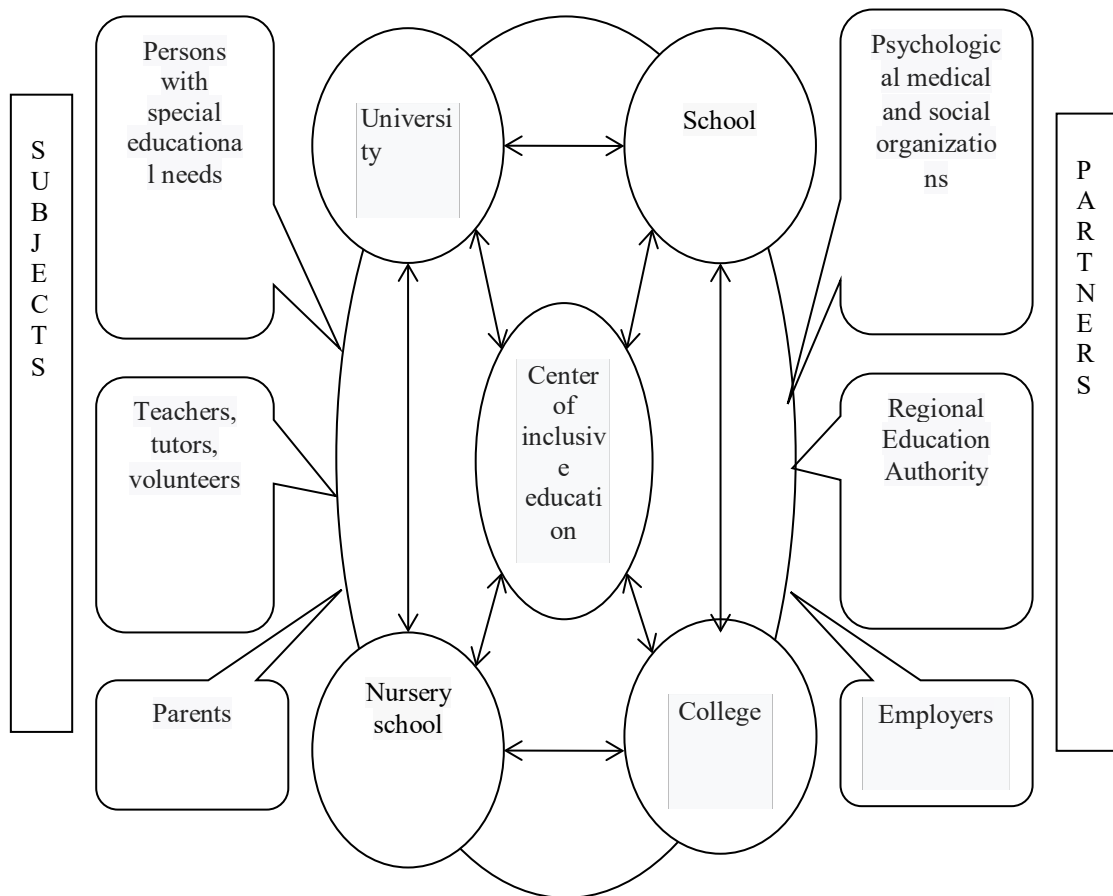 S
U
B
J
E
C
T
S
Persons
with
special
educationa
l needs
Teachers,
tutors,
volunteers
Parents
Universi
ty
School
Center
of
inclusiv
e
educati
on
Nursery
school
College
Psychologic
al medical
and social
organizatio
ns
Regional
Education
Authority
Employers
P
A
R
T
N
E
R
S